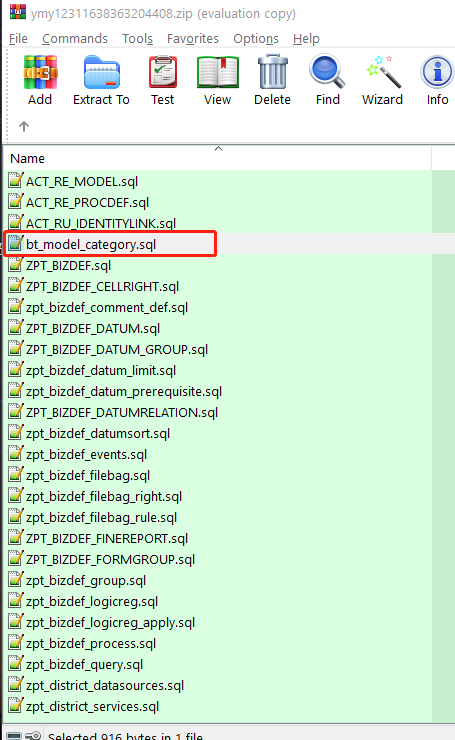 ymy12311638363204408.zip (evaluation copy)
File Commands Tools Favorites Options Help
Add Extract To Test View Delete Find Wizard Info
Name
ACT_RE_MODEL.sql
ACT_RE_PROCDEF.sql
ACT_RU_IDENTITYLINK.sql
bt_model_category.sql
ZPT_BIZDEF.sql
ZPT_BIZDEF_CELLRIGHT.sql
zpt_bizdef_comment_def.sql
ZPT_BIZDEF_DATUM.sql
ZPT_BIZDEF_DATUM_GROUP.sql
zpt_bizdef_datum_limit.sql
zpt_bizdef_datum_prerequisite.sql
ZPT_BIZDEF_DATUMRELATION.sql
zpt_bizdef_datumsort.sql
zpt_bizdef_events.sql
zpt_bizdef_filebag.sql
zpt_bizdef_filebag_right.sql
zpt_bizdef_filebag_rule.sql
ZPT_BIZDEF_FINEREPORT.sql
ZPT_BIZDEF_FORMGROUP.sql
zpt_bizdef_group.sql
zpt_bizdef_logicreg.sql
zpt_bizdef_logicreg_apply.sql
zpt_bizdef_process.sql
zpt_bizdef_query.sql
zpt_district_datasources.sql
zpt_district_services.sql
Selected 916 bytes in 1 file